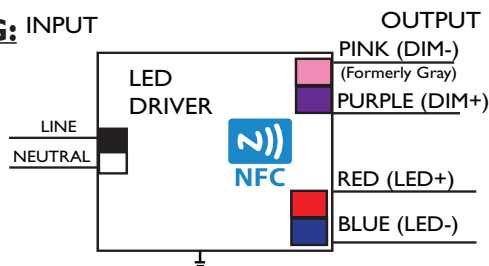 G: INPUT
OUTPUT
PINK (DIM-)
(Formerly Gray)
LED
DRIVER
PURPLE (DIM+)
LINE
NEUTRAL
NFC
RED (LED+)
BLUE (LED-)